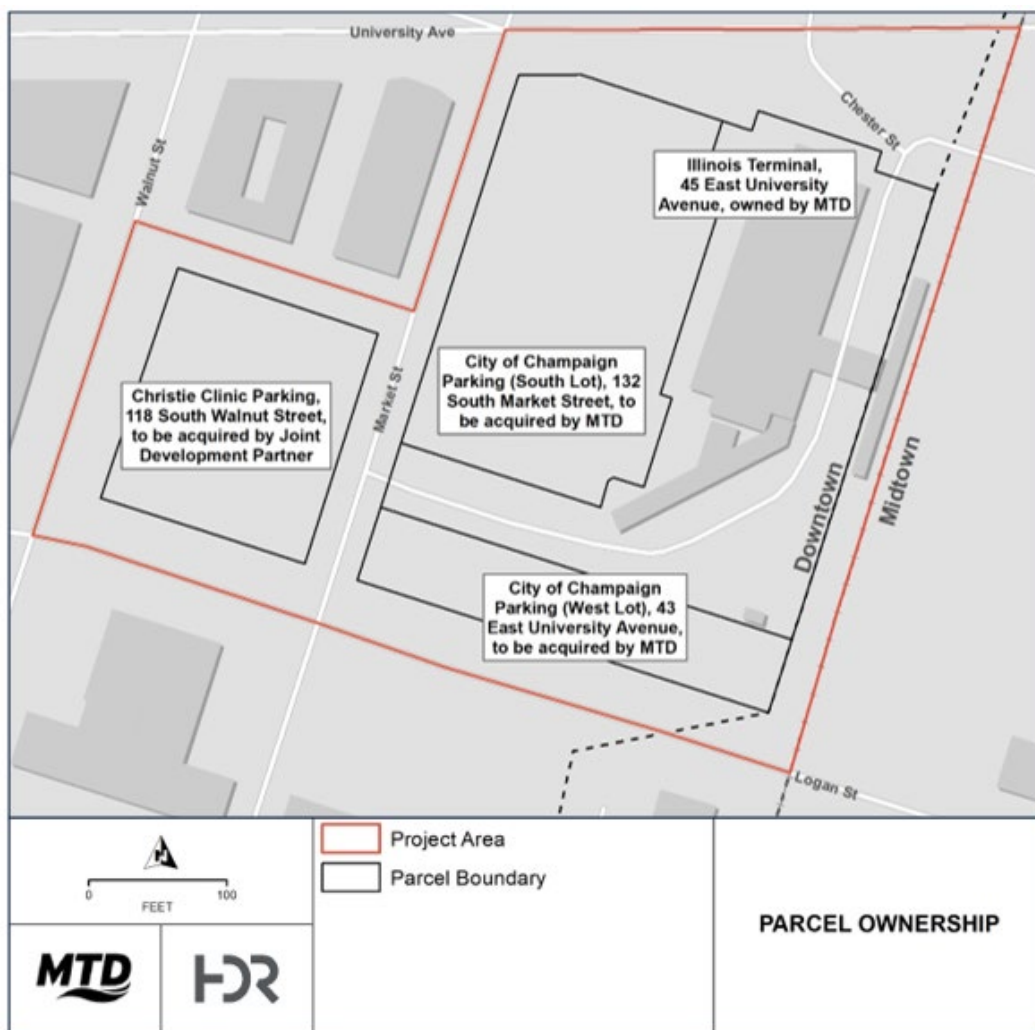 University Ave
Walnut St
Chester St
Illinois Terminal,
45 East University
Avenue, owned by MTD
City of Champaign
Parking (South Lot), 132
South Market Street, to
be acquired by MTD
Market St
Christie Clinic Parking,
118 South Walnut Street,
to be acquired by Joint
Development Partner
Downtown
Midtown
City of Champaign
Parking (West Lot), 43
East University Avenue,
to be acquired by MTD
Logan St
0 100
FEET
Project Area
Parcel Boundary
PARCEL OWNERSHIP
MTD
HDR